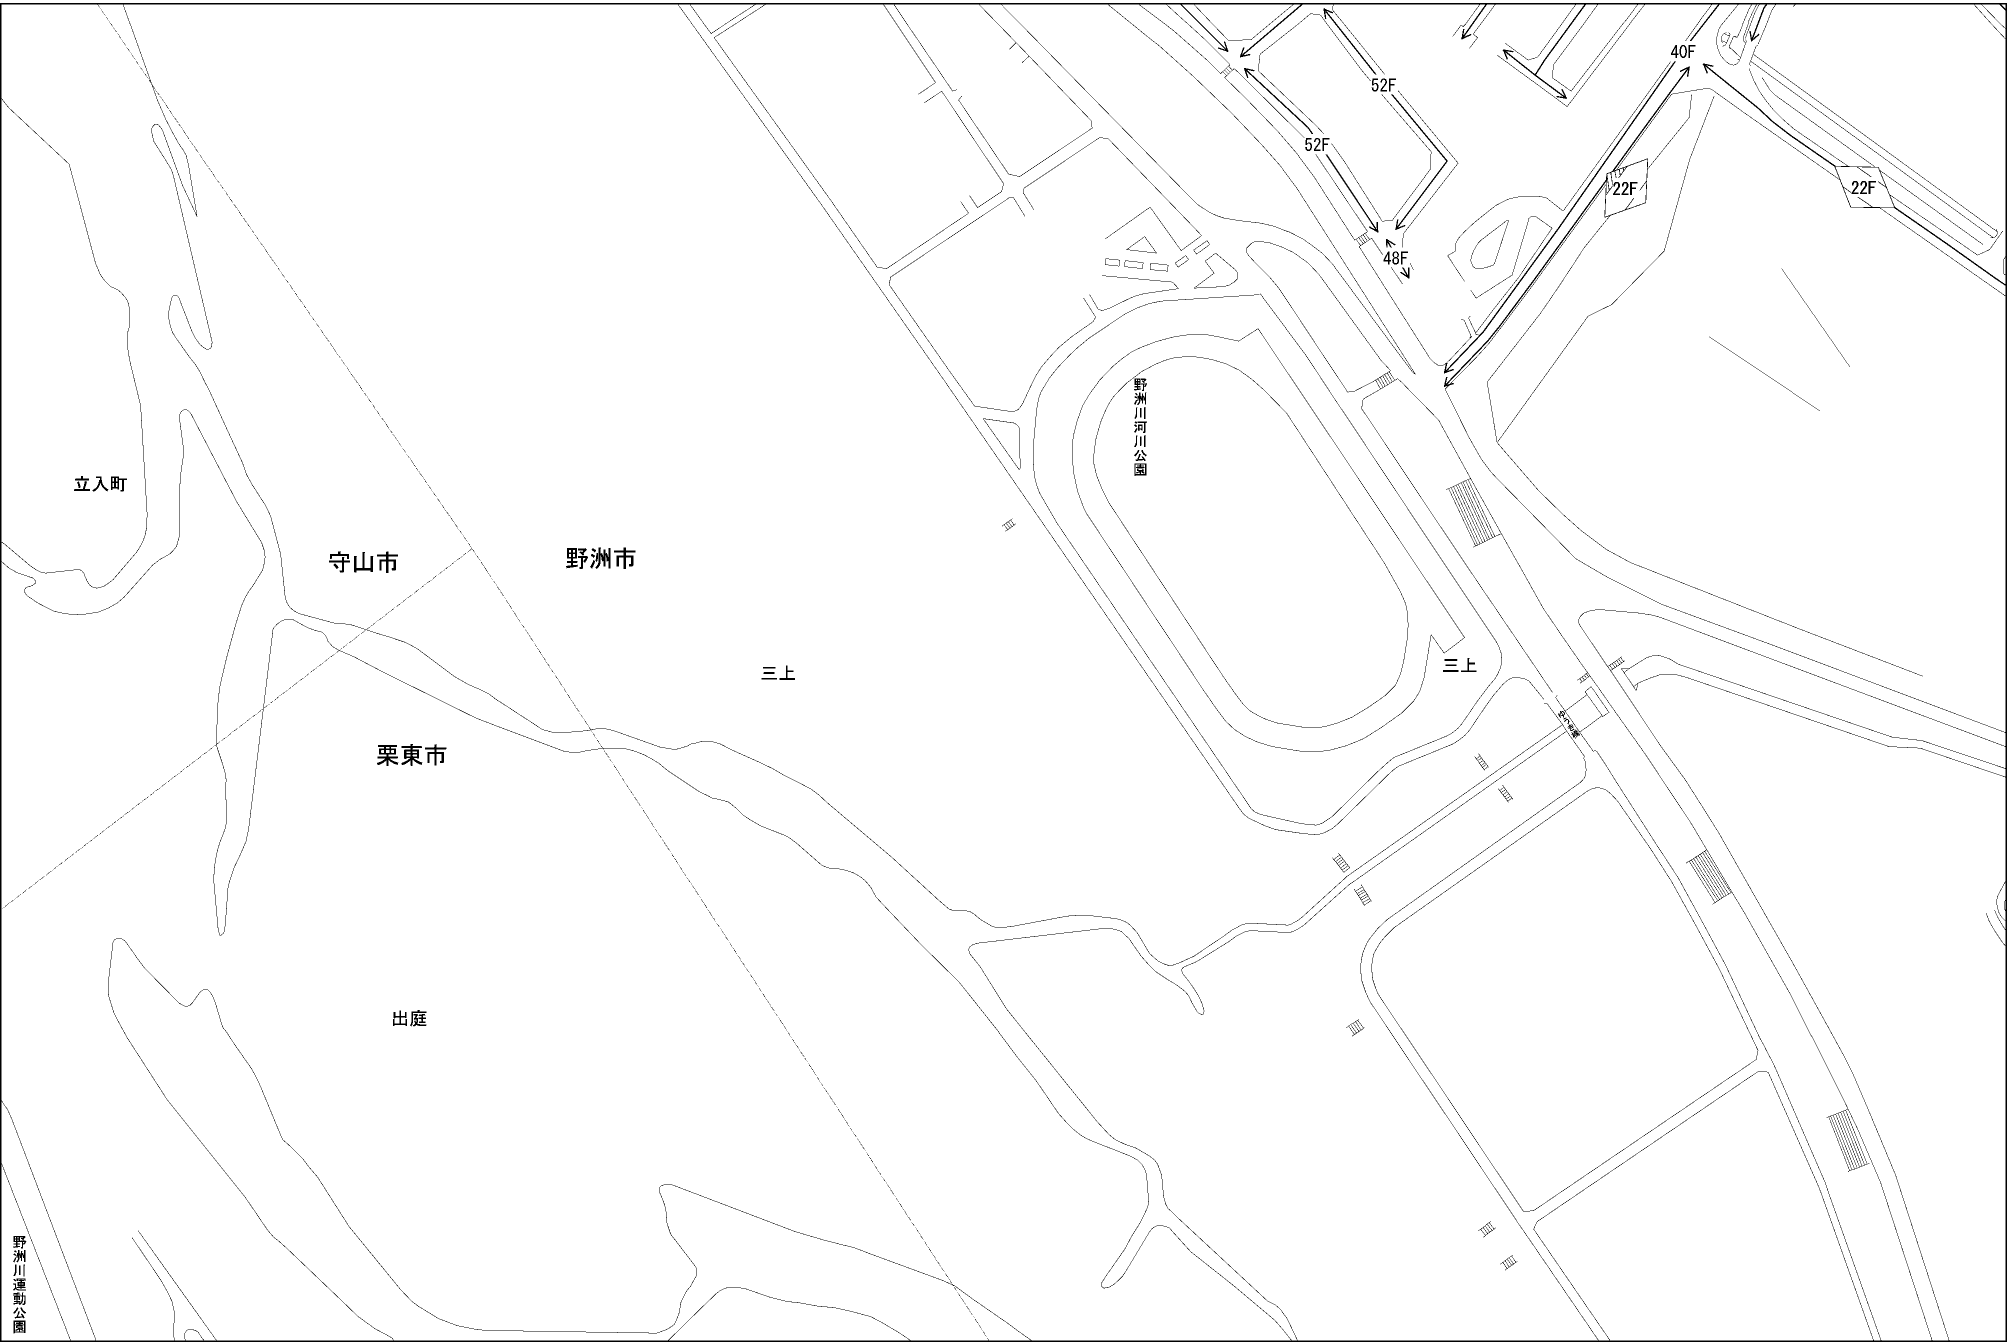 40F
52F
52F
22F
22F
48F
野洲川河川公園
立入町
守山市
野洲市
三上
三上
栗東市
出庭
野洲川運動公園